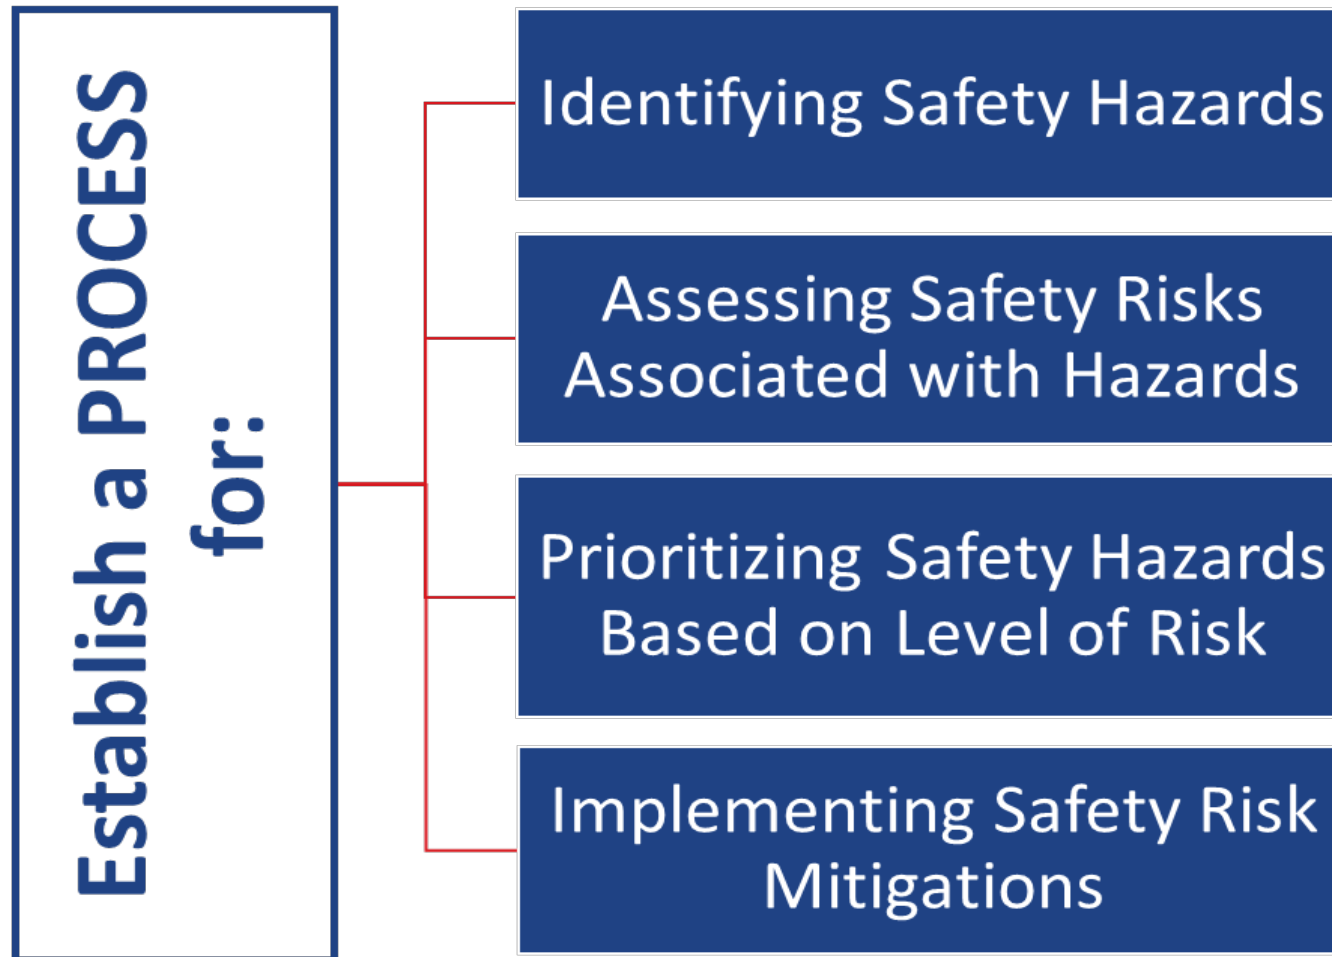 Establish a PROCESS
for:
Identifying Safety Hazards
Assessing Safety Risks
Associated with Hazards
Prioritizing Safety Hazards
Based on Level of Risk
Implementing Safety Risk
Mitigations